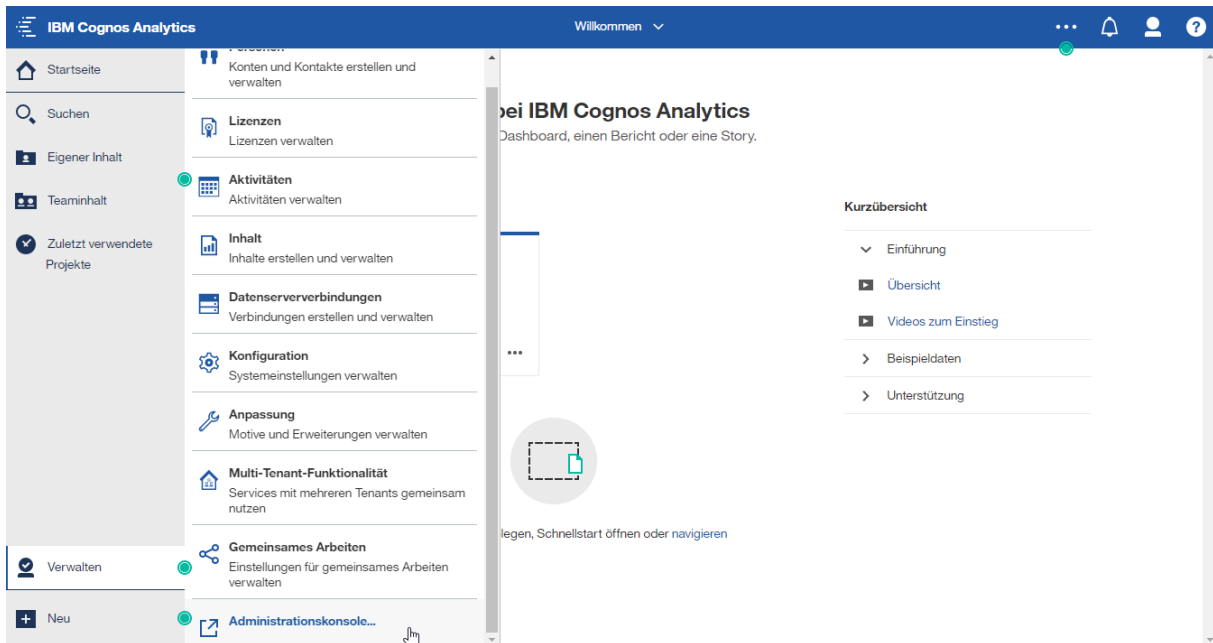 IBM Cognos Analytics
Willkommen
Startseite
Suchen
Eigener Inhalt
Teaminhalt
Zuletzt verwendete
Projekte
Verwalten
Neu
Personen
Konten und Kontakte erstellen und
verwalten
Lizenzen
Lizenzen verwalten
Aktivitäten
Aktivitäten verwalten
Inhalt
Inhalte erstellen und verwalten
Datenserververbindungen
Verbindungen erstellen und verwalten
Konfiguration
Systemeinstellungen verwalten
Anpassung
Motive und Erweiterungen verwalten
Multi-Tenant-Funktionalität
Services mit mehreren Tenants gemeinsam
nutzen
Gemeinsames Arbeiten
Einstellungen für gemeinsames Arbeiten
verwalten
Administrationskonsole...
bei IBM Cognos Analytics
Dashboard, einen Bericht oder eine Story.
legen, Schnellstart öffnen oder navigieren
Kurzübersicht
Einführung
Übersicht
Videos zum Einstieg
Beispieldaten
Unterstützung